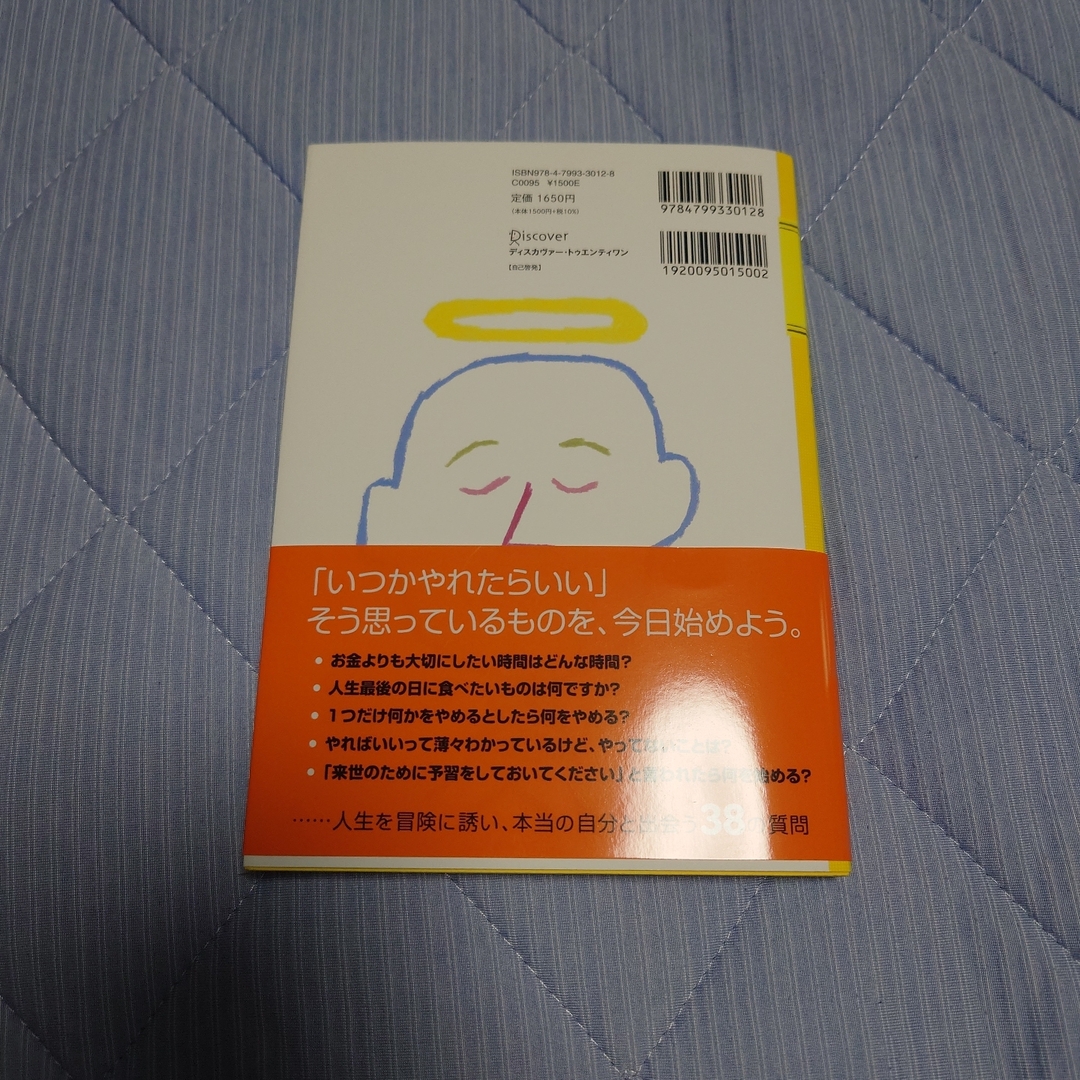 ISBN978-4-7993-3012-8
C0095 ¥1500E
定価 1650円
(本体1500円+税10%)
Discover
ディスカヴァー・トゥエンティワン
【自己啓発】
9784799330128
1920095015002
「いつかやれたらいい」
そう思っているものを、今日始めよう。
• お金よりも大切にしたい時間はどんな時間?
• 人生最後の日に食べたいものは何ですか?
• 1つだけ何かをやめるとしたら何をやめる?
• やればいいって薄々わかっているけど、やってないことは?
• 「来世のために予習をしておいてください」と言われたら何を始める?
……人生を冒険に誘い、本当の自分と出会う38の質問